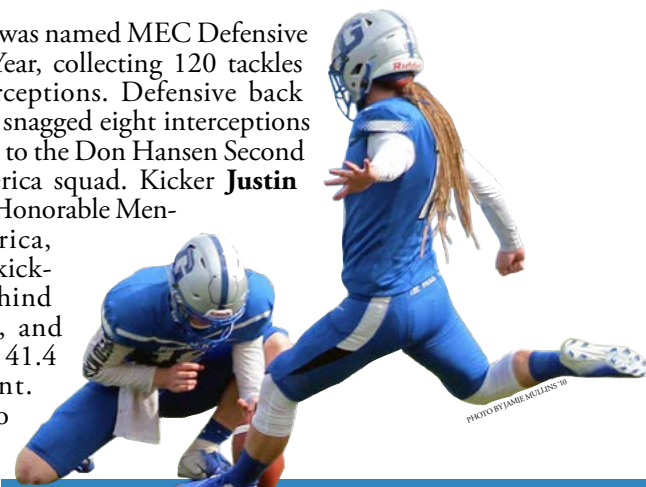 was named MEC Defensive
Year, collecting 120 tackles
rceptions. Defensive back
snagged eight interceptions
to the Don Hansen Second
erica squad. Kicker Justin
Honorable Men-
rica,
kick-
hind
, and
41.4
nt.
o
Riddell
PHOTO BY JAMIE MULLINS '10